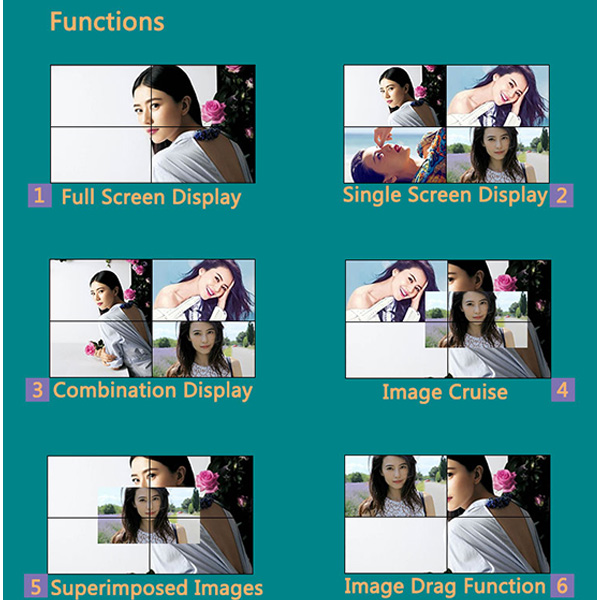 Functions
1 Full Screen Display
Single Screen Display 2
3 Combination Display
Image Cruise 4
5 Superimposed Images
Image Drag Function 6